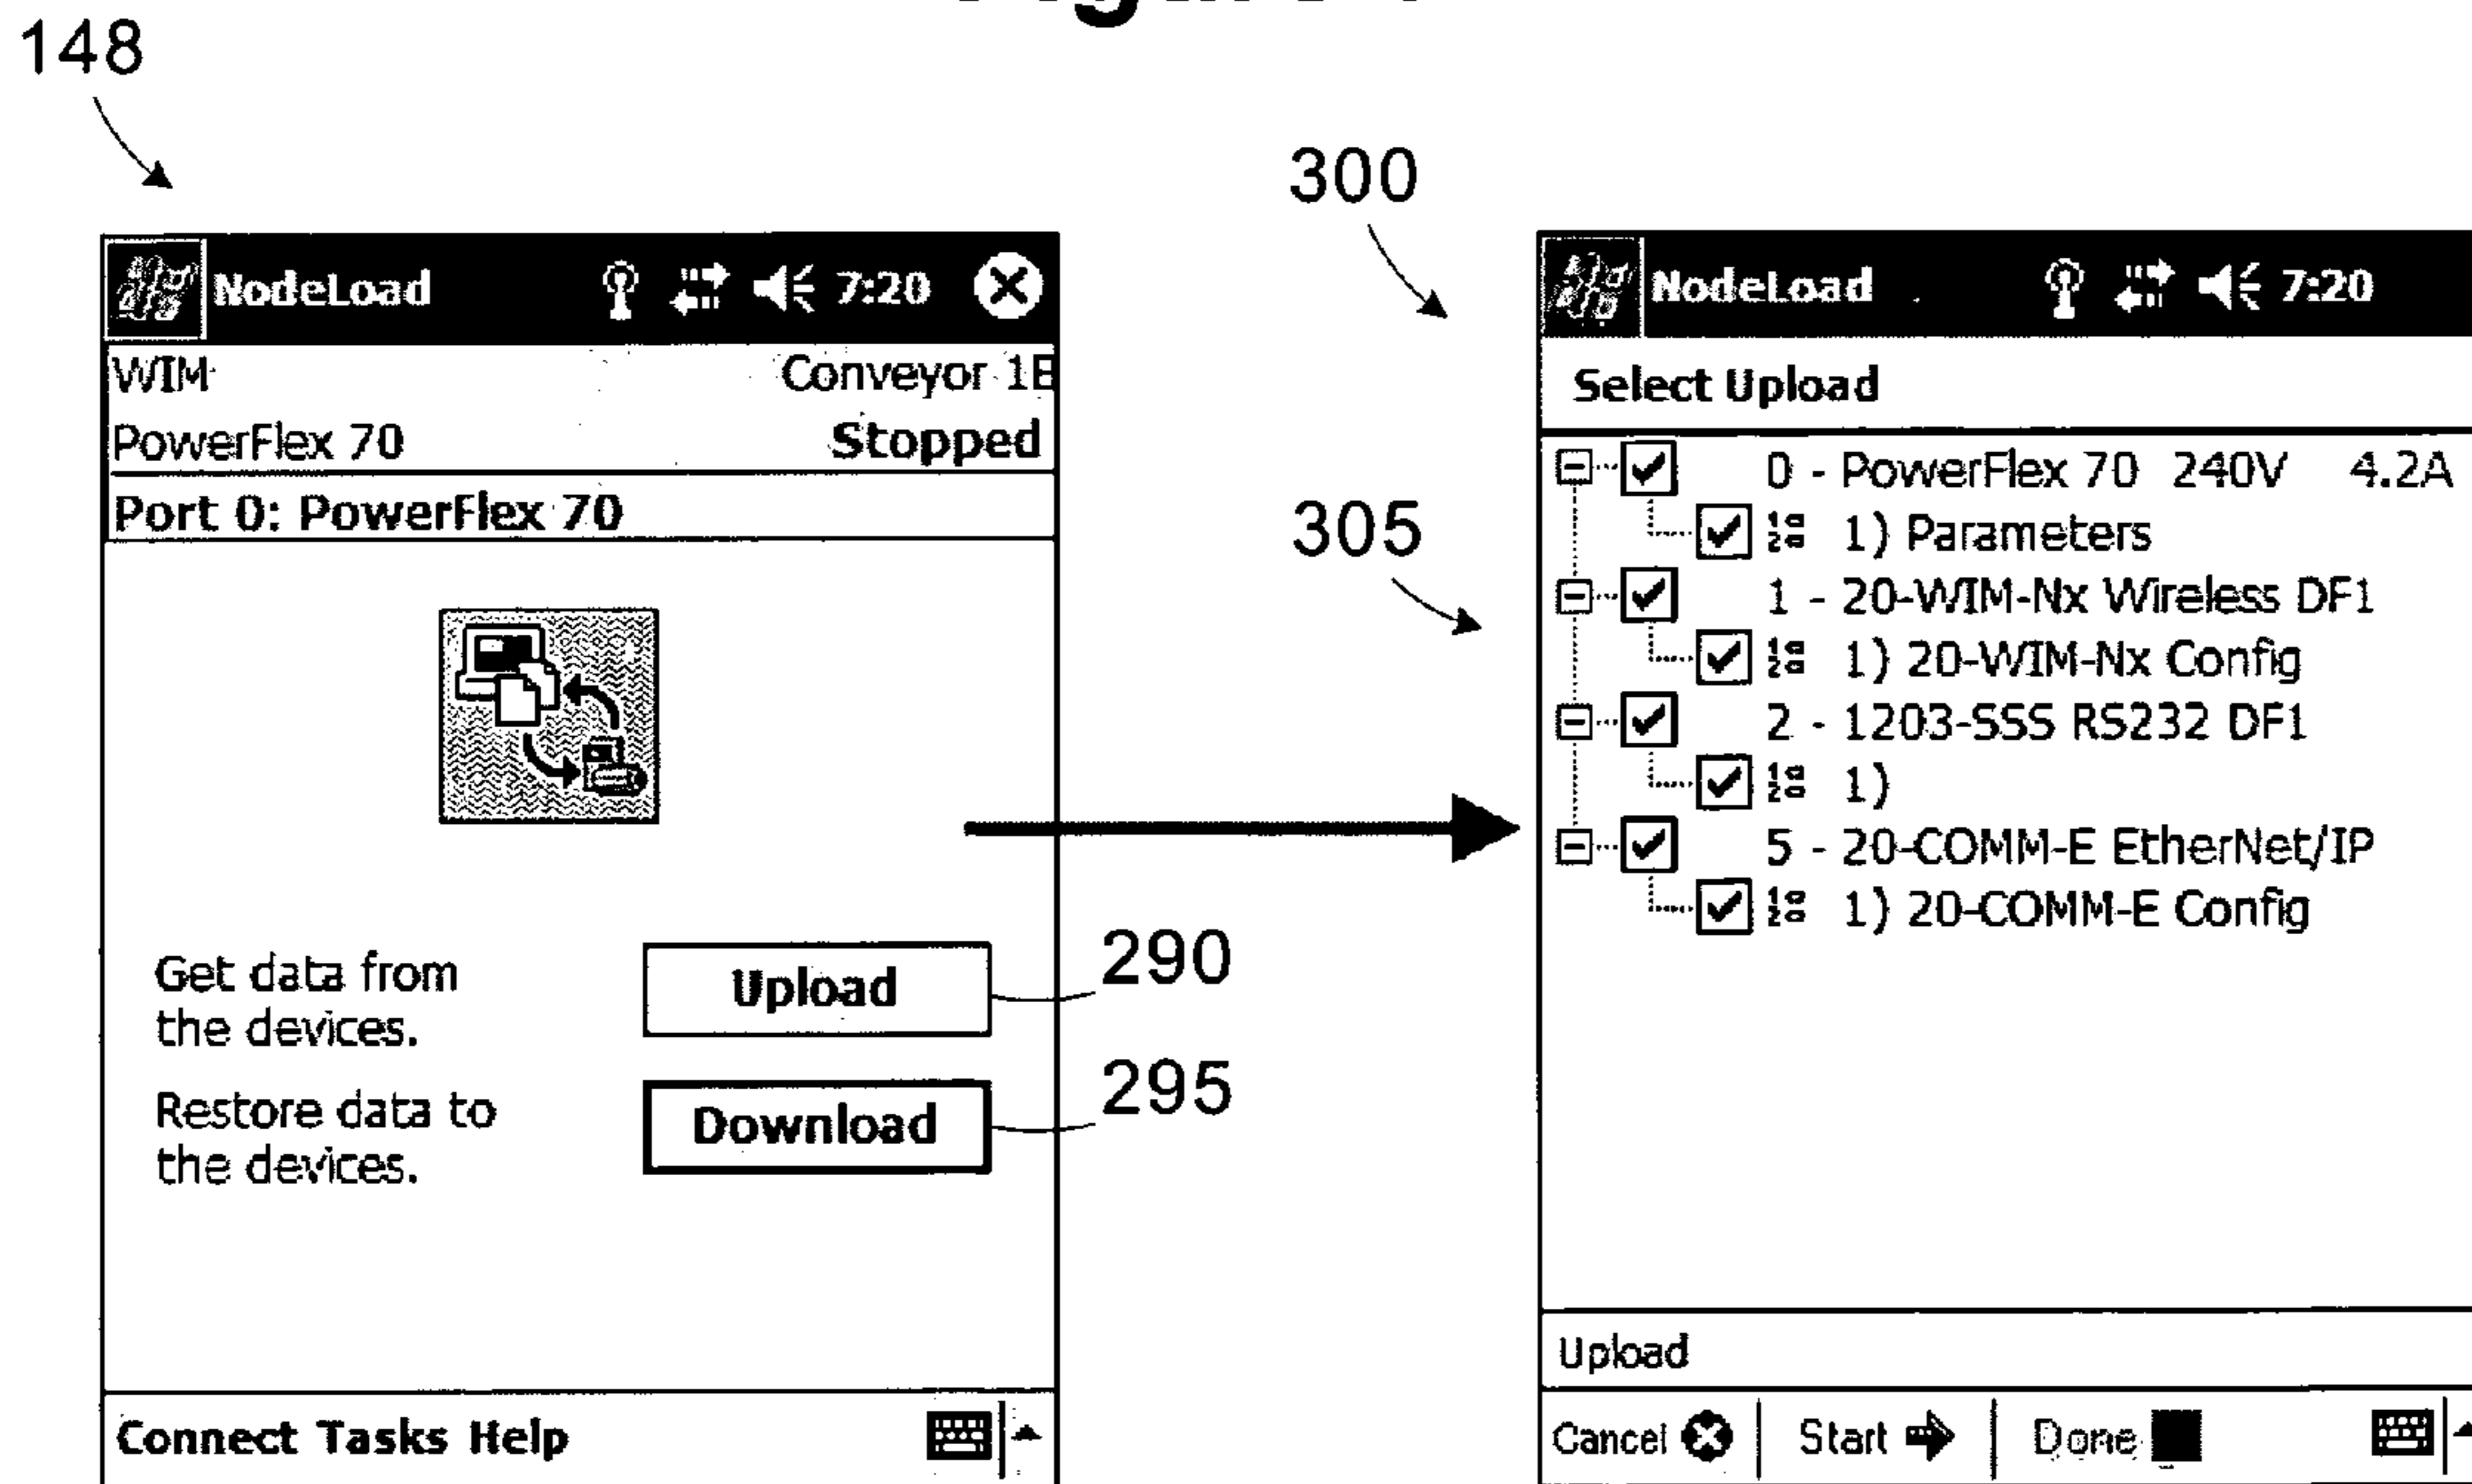 148
NodeLoad 7:20
WIM Conveyor 1E
PowerFlex 70 Stopped
Port 0: PowerFlex 70
Get data from
the devices.
Upload
290
Restore data to
the devices.
Download
295
Connect Tasks Help
300
305
NodeLoad 7:20
Select Upload
0 - PowerFlex 70 240V 4.2A
1) Parameters
1 - 20-WIM-Nx Wireless DF1
1) 20-WIM-Nx Config
2 - 1203-SSS RS232 DF1
1)
5 - 20-COMM-E EtherNet/IP
1) 20-COMM-E Config
Upload
Cancel Start Done